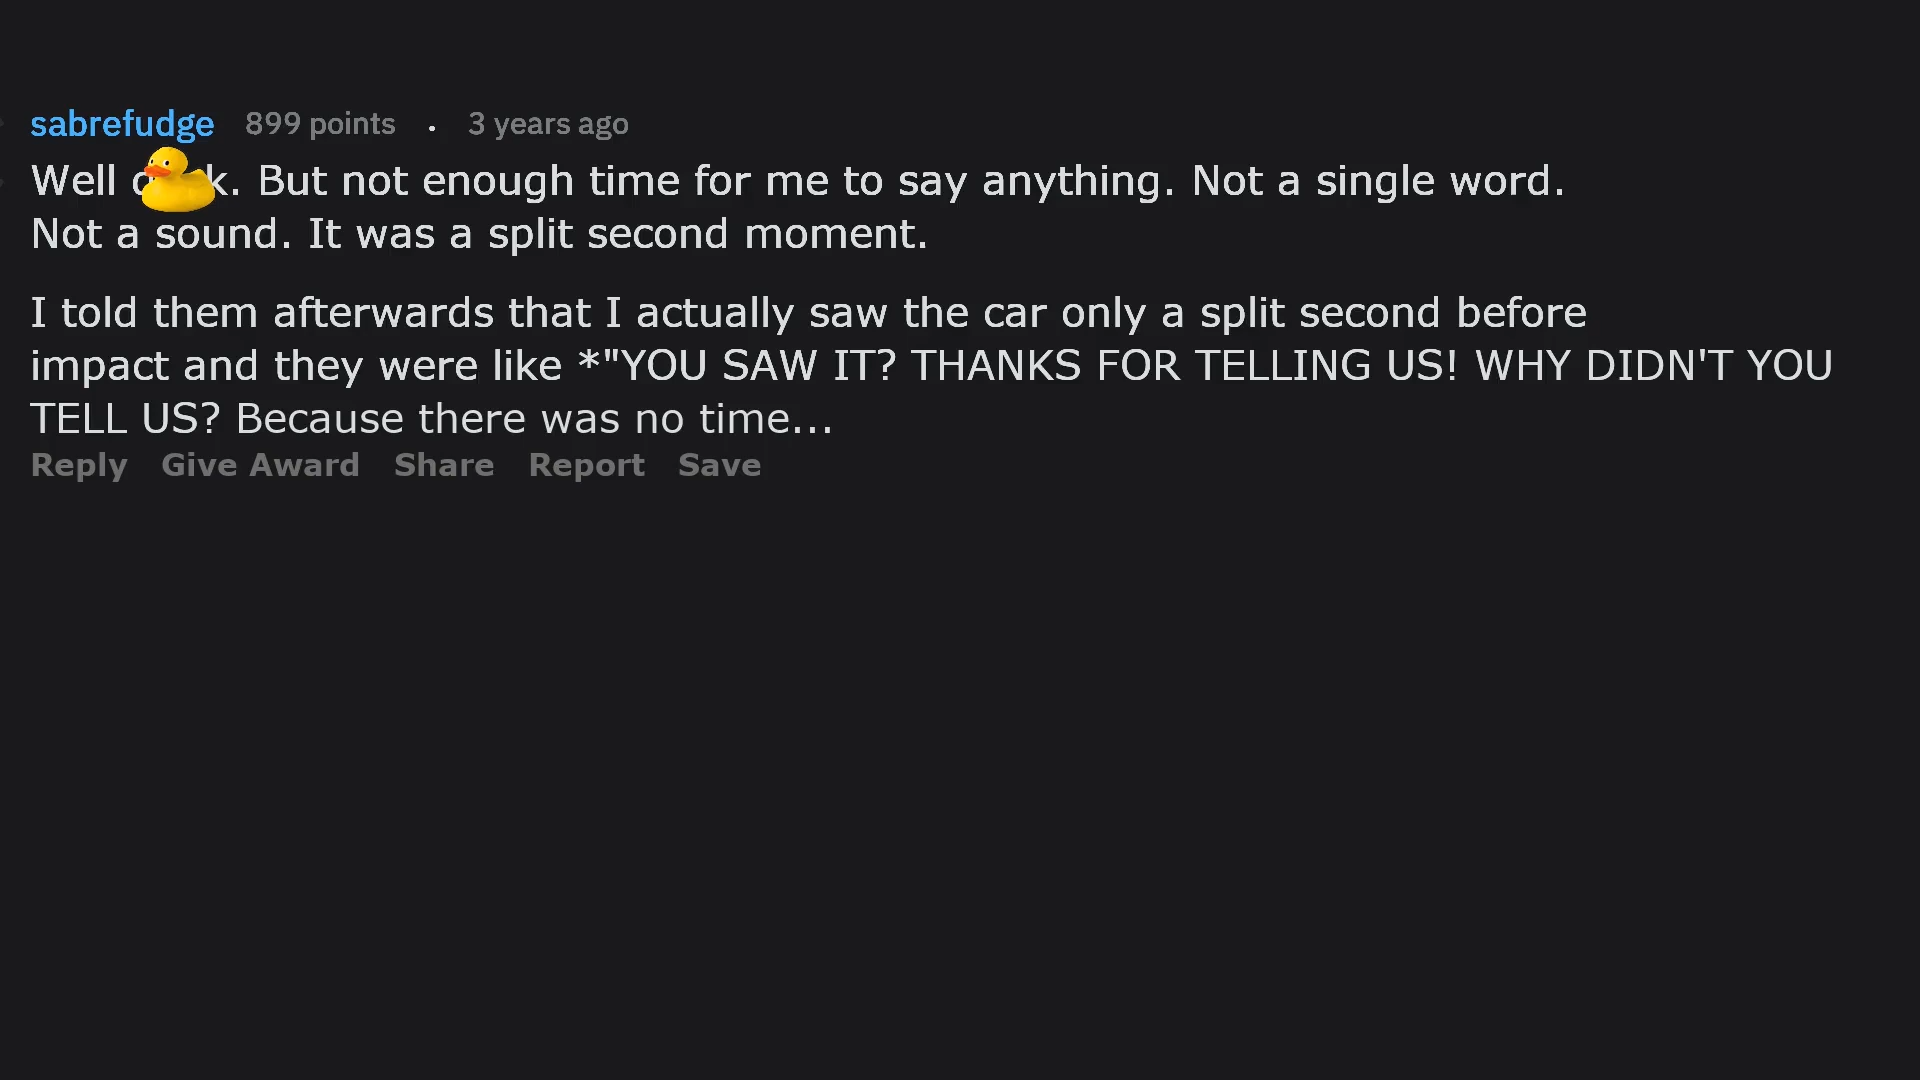 sabrefudge 899 points . 3 years ago
Well But not enough time for me to say anything. Not a single word.
Not a sound. It was a split second moment.
I told them afterwards that I actually saw the car only a split second before
impact and they were like *"YOU SAW IT? THANKS FOR TELLING US! WHY DIDN'T YOU
TELL US? Because there was no time...
Reply Give Award Share Report Save